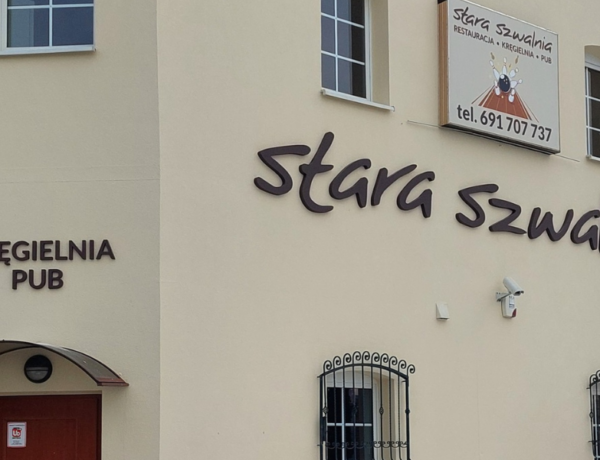 stara szwalnia
RESTAURACJA • KRĘGIELNIA • PUB
tel. 691 707 737
stara szwa
ĘGIELNIA
PUB